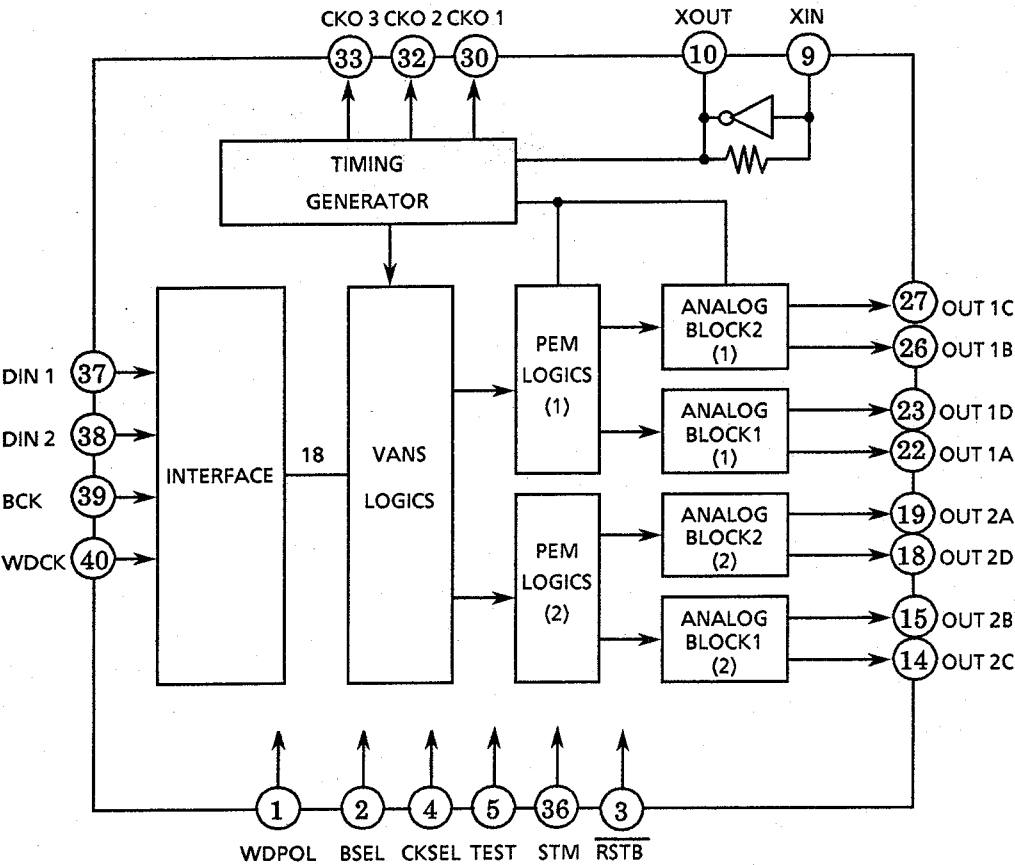 CKO 3 CKO 2 CKO 1 XOUT XIN
33 32 30 10 9
TIMING
GENERATOR
DIN 1 37
DIN 2 38
BCK 39
WDCK 40
INTERFACE
18
VANS
LOGICS
PEM
LOGICS
(1)
PEM
LOGICS
(2)
ANALOG
BLOCK2
(1)
ANALOG
BLOCK1
(1)
ANALOG
BLOCK2
(2)
ANALOG
BLOCK1
(2)
27 OUT 1C
26 OUT 1B
23 OUT 1D
22 OUT 1A
19 OUT 2A
18 OUT 2D
15 OUT 2B
14 OUT 2C
1 2 4 5 36 3
WDPOL BSEL CKSEL TEST STM RSTB